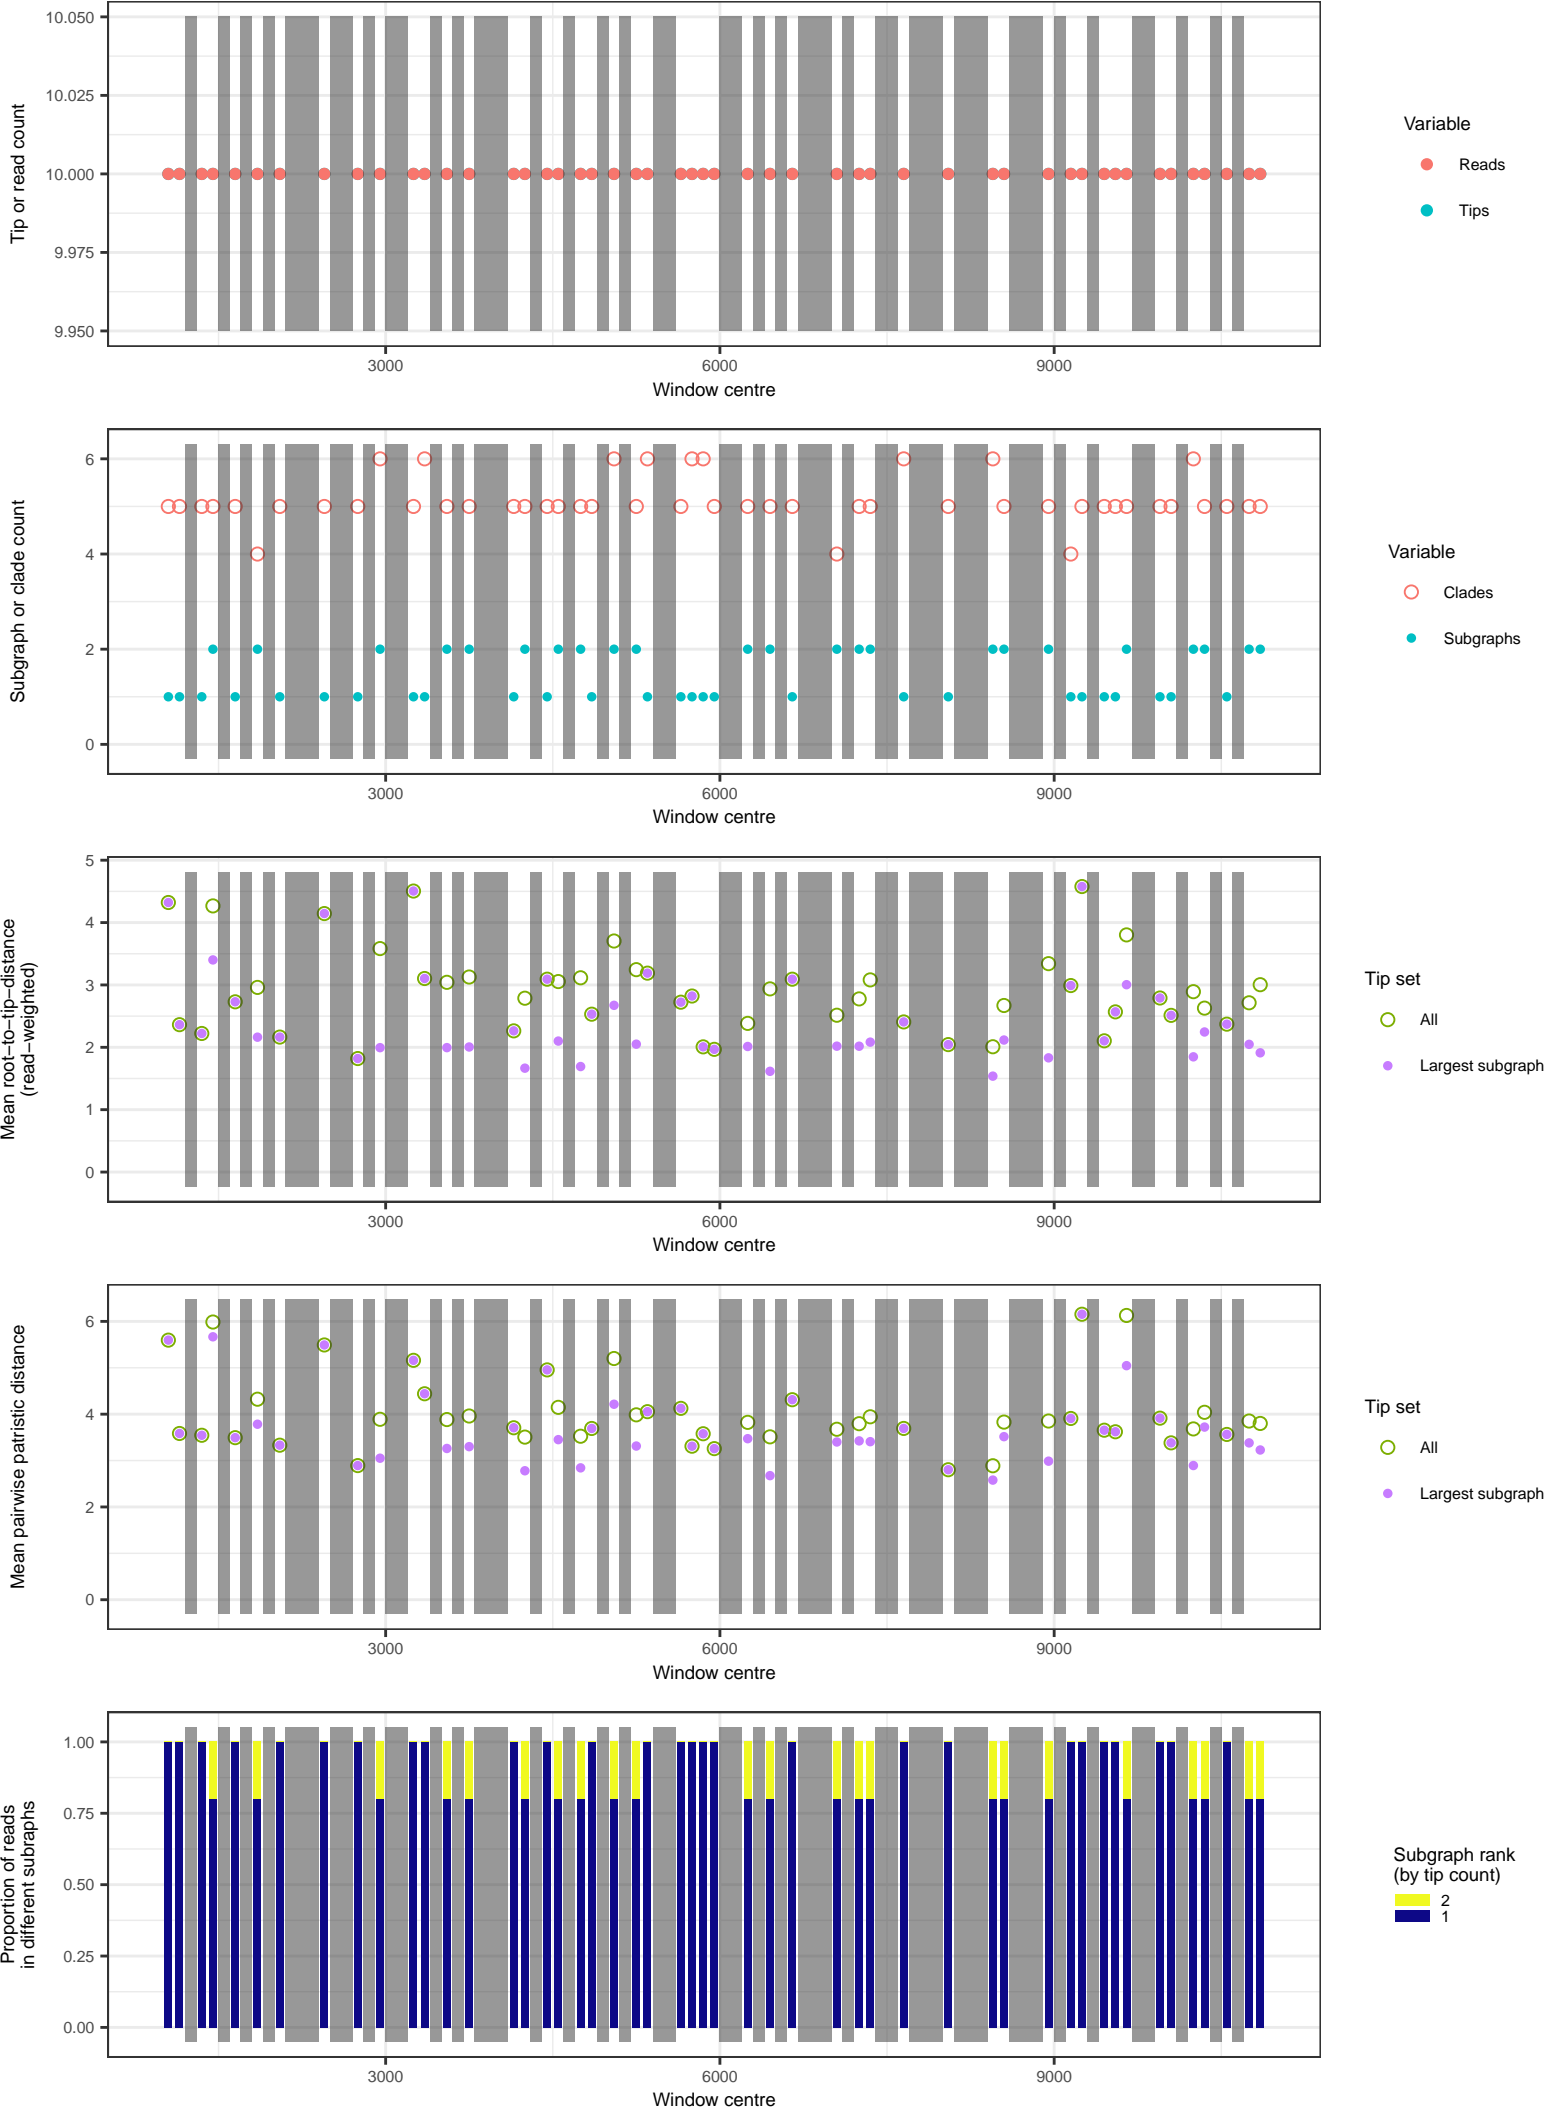 10.050
10.025
10.000
9.975
9.950
Tip or read count
3000
6000
9000
Window centre
Variable
Reads
Tips
6
4
2
0
Subgraph or clade count
3000
6000
9000
Window centre
Variable
Clades
Subgraphs
5
4
3
2
1
0
Mean root−to−tip−distance
(read−weighted)
3000
6000
9000
Window centre
Tip set
All
Largest subgraph
6
4
2
0
Mean pairwise patristic distance
3000
6000
9000
Window centre
Tip set
All
Largest subgraph
1.00
0.75
0.50
0.25
0.00
Proportion of reads
in different subraphs
3000
6000
9000
Window centre
Subgraph rank
(by tip count)
2
1